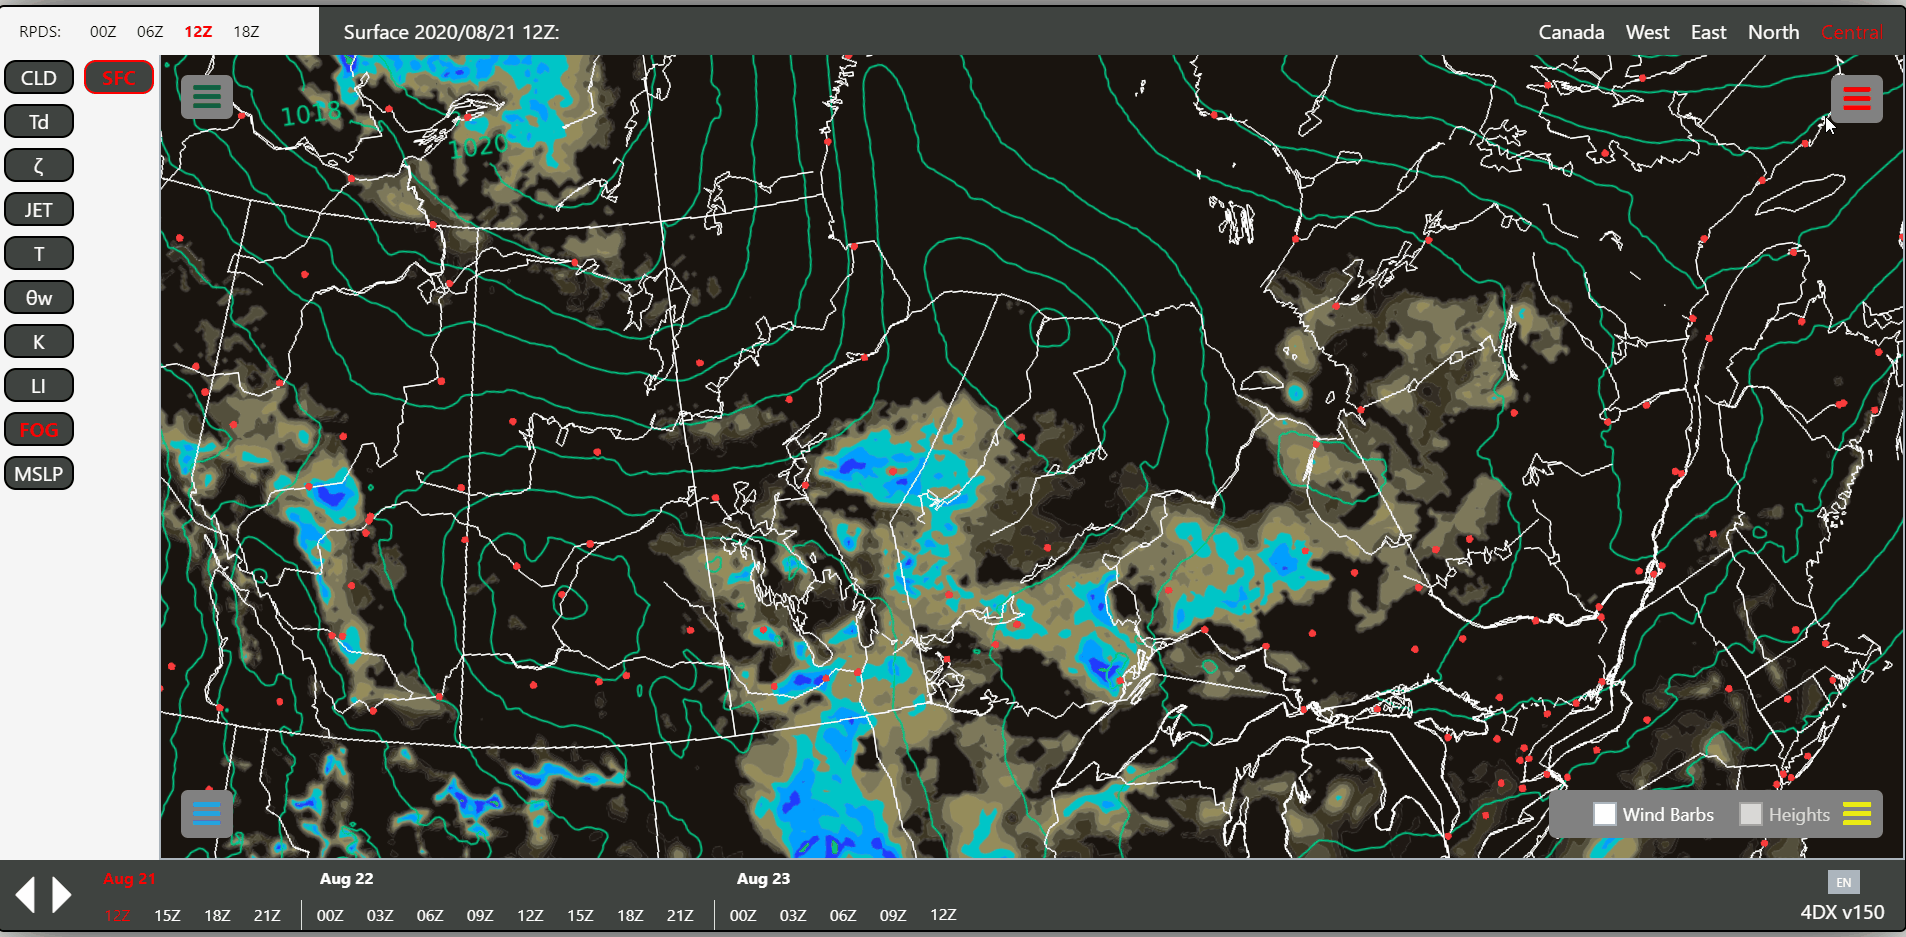 RPDS: 00Z 06Z 12Z 18Z
Surface 2020/08/21 12Z:
Canada West East North Central
CLD SFC
Td
ζ
JET
T
θw
K
LI
FOG
MSLP
1018
1020
Wind Barbs Heights
Aug 21 Aug 22 Aug 23
12Z 15Z 18Z 21Z 00Z 03Z 06Z 09Z 12Z 15Z 18Z 21Z 00Z 03Z 06Z 09Z 12Z
EN
4DX v150